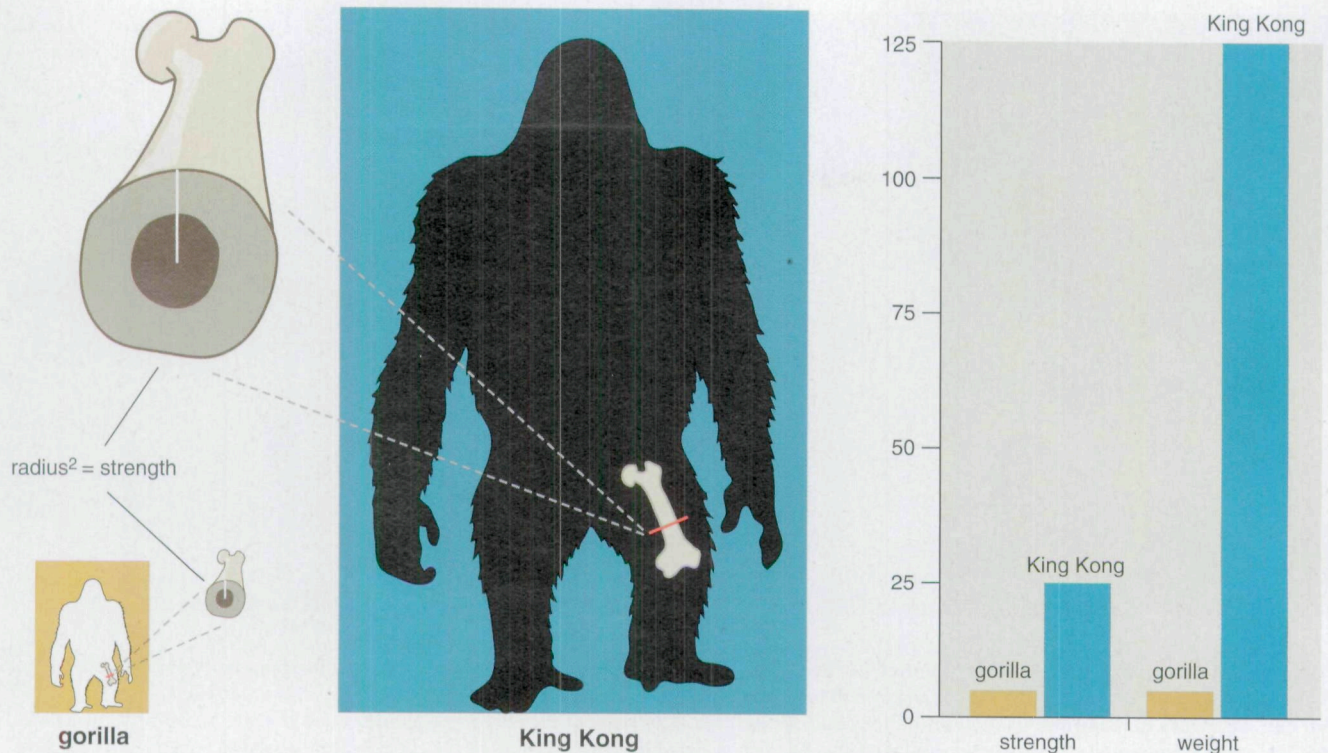 radius² = strength
gorilla
King Kong
King Kong
125
100
75
50
25
0
gorilla
King Kong
gorilla
strength
weight